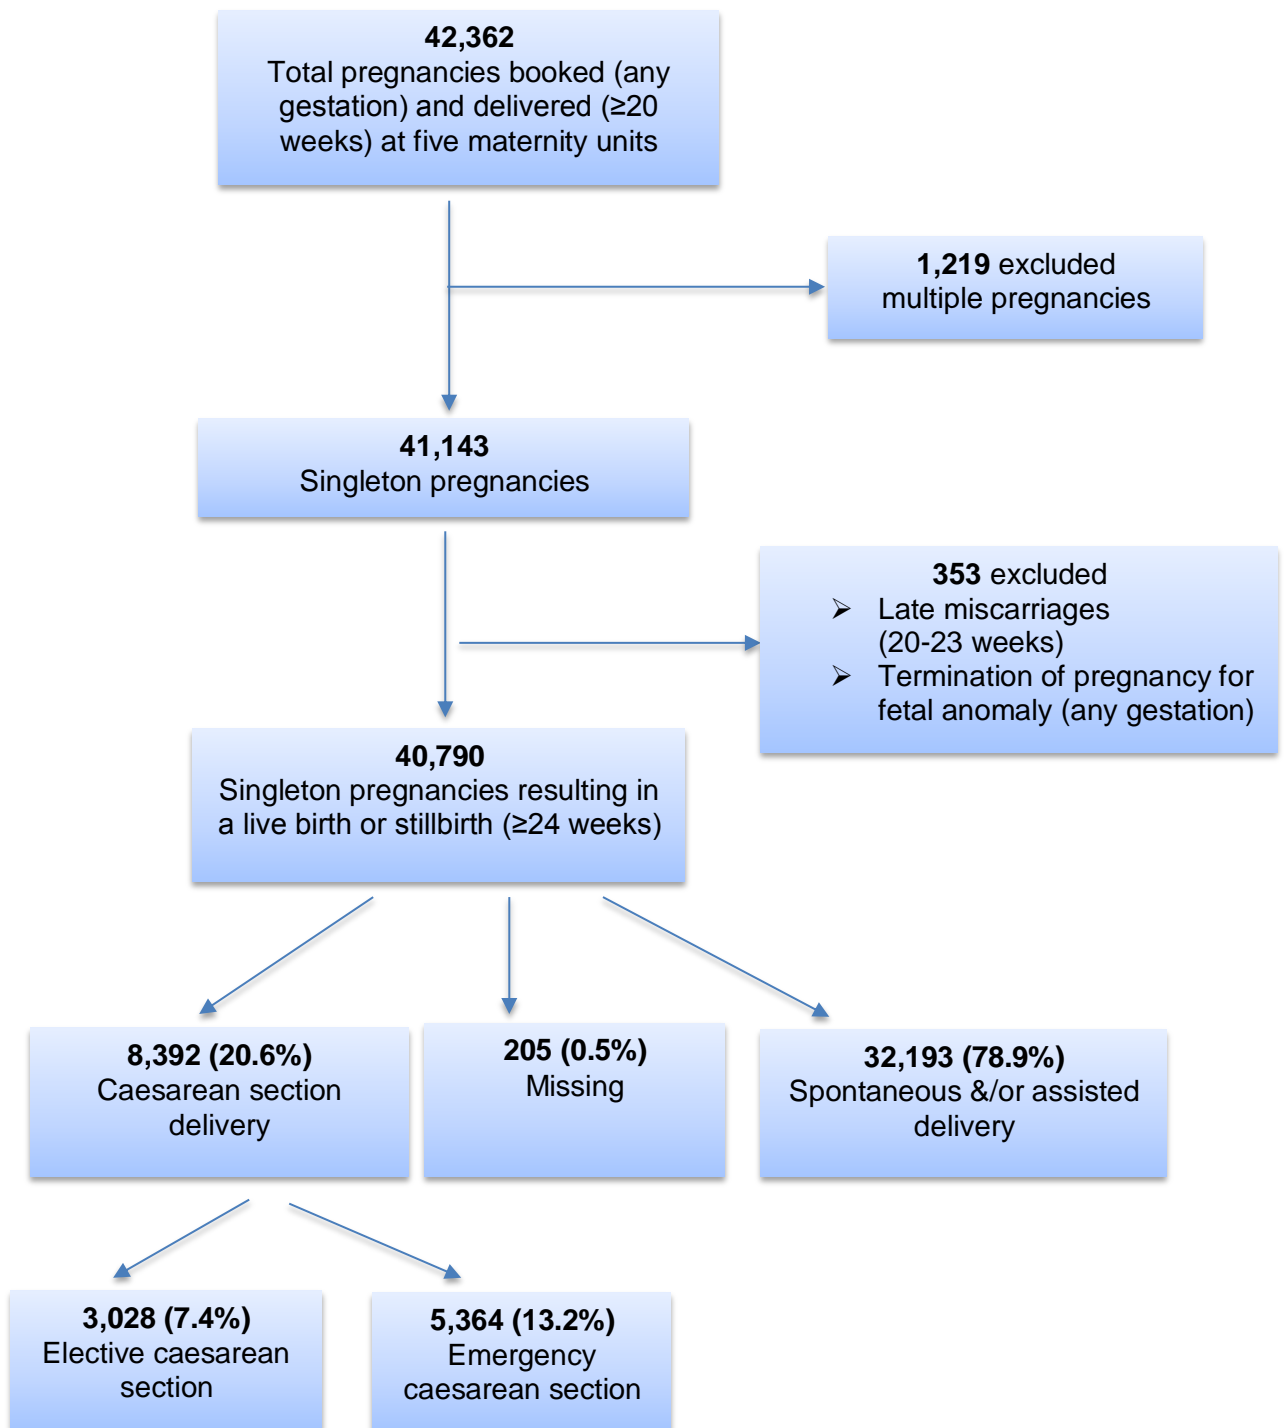 42,362
Total pregnancies booked (any
gestation) and delivered (≥20
weeks) at five maternity units
1,219 excluded
multiple pregnancies
41,143
Singleton pregnancies
353 excluded
➢ Late miscarriages
(20-23 weeks)
➢ Termination of pregnancy for
fetal anomaly (any gestation)
40,790
Singleton pregnancies resulting in
a live birth or stillbirth (≥24 weeks)
8,392 (20.6%)
Caesarean section
delivery
205 (0.5%)
Missing
32,193 (78.9%)
Spontaneous &/or assisted
delivery
3,028 (7.4%)
Elective caesarean
section
5,364 (13.2%)
Emergency
caesarean section